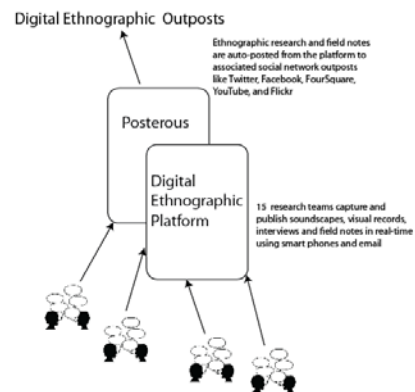 Digital Ethnographic Outposts
Ethnographic research and field notes
are auto-posted from the platform to
associated social network outposts
like Twitter, Facebook, FourSquare,
YouTube, and Flickr
Posterous
Digital
Ethnographic
Platform
15 research teams capture and
publish soundscapes, visual records,
interviews and field notes in real-time
using smart phones and email